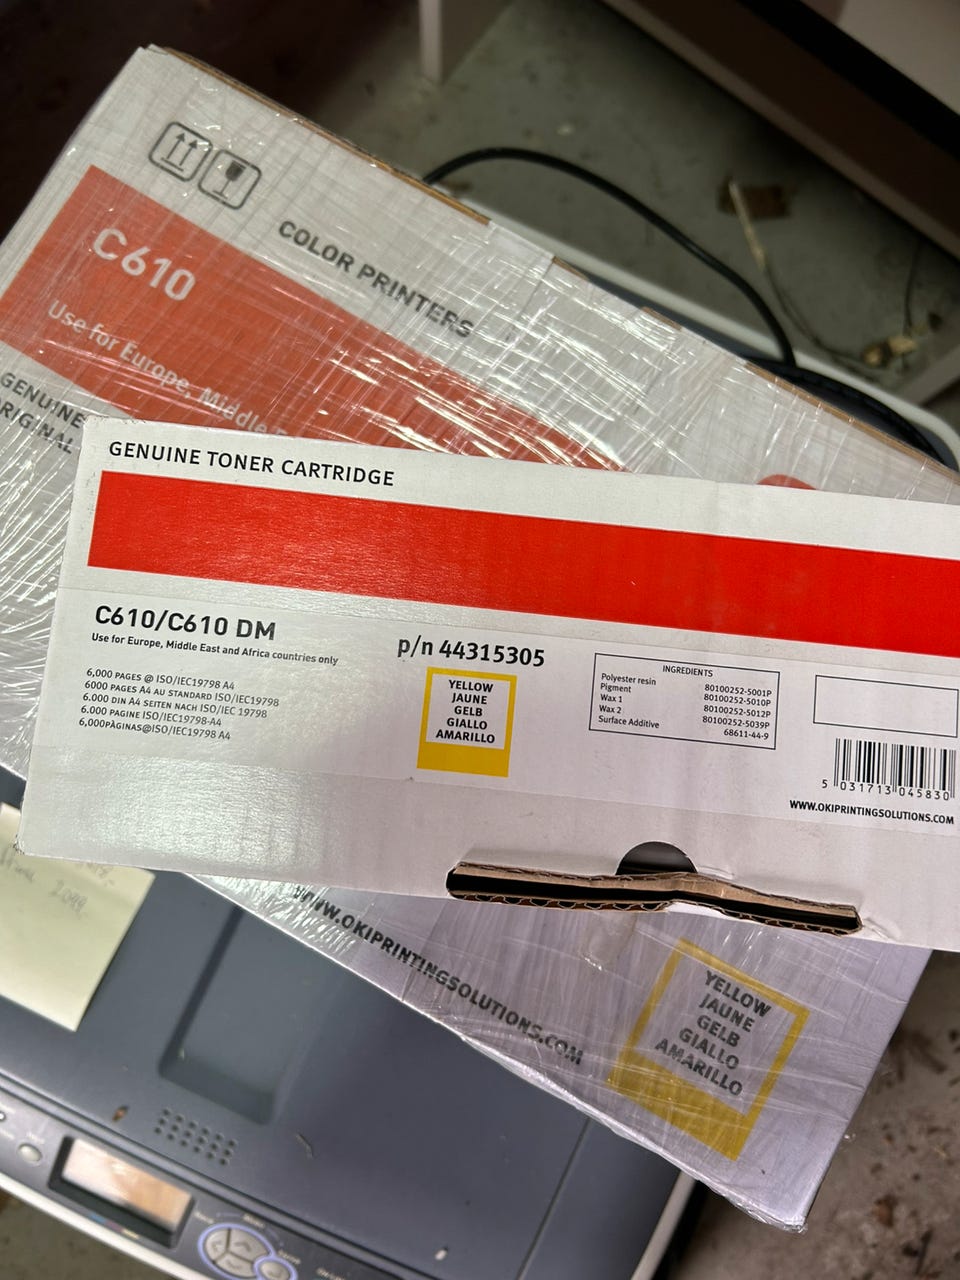 COLOR PRINTERS
C610
Use for Europe, Middle
GENUINE
ORIGINAL
GENUINE TONER CARTRIDGE
C610/C610 DM
Use for Europe, Middle East and Africa countries only
6,000 PAGES @ ISO/IEC19798 A4
6000 PAGES A4 AU STANDARD ISO/IEC19798
6.000 DIN A4 SEITEN NACH ISO/IEC 19798
6.000 PAGINE ISO/IEC19798-A4
6,000PÀGINAS@ISO/IEC19798 A4
p/n 44315305
YELLOW
JAUNE
GELB
GIALLO
AMARILLO
INGREDIENTS
Polyester resin 80100252-5001P
Pigment 80100252-5010P
Wax 1 80100252-5012P
Wax 2 80100252-5039P
Surface Additive 68611-44-9
5 031713 045830
WWW.OKIPRINTINGSOLUTIONS.COM
WWW.OKIPRINTINGSOLUTIONS.COM
YELLOW
JAUNE
GELB
GIALLO
AMARILLO